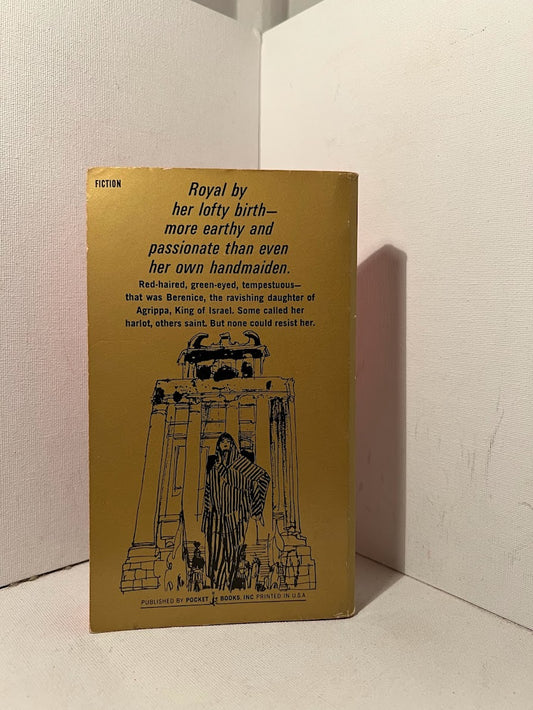 FICTION
Royal by
her lofty birth—
more earthy and
passionate than even
her own handmaiden.
Red-haired, green-eyed, tempestuous—
that was Berenice, the ravishing daughter of
Agrippa, King of Israel. Some called her
harlot, others saint. But none could resist her.
PUBLISHED BY POCKET BOOKS, INC PRINTED IN U.S.A